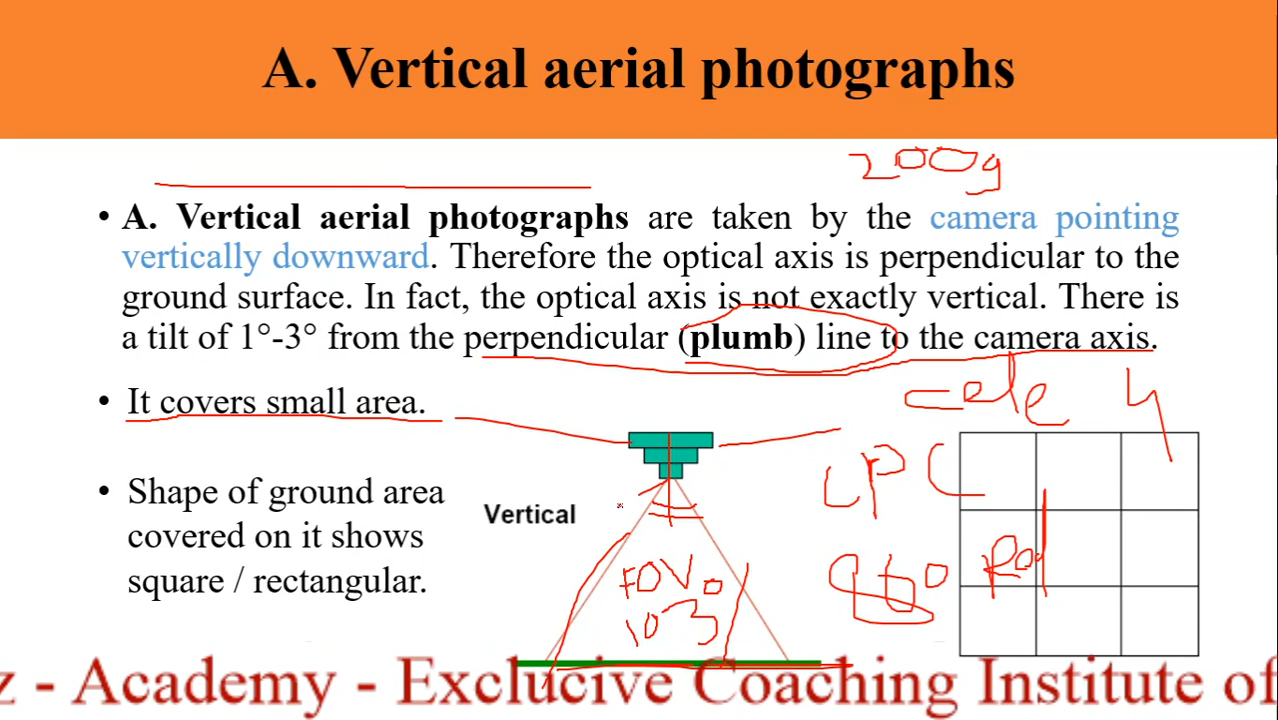 A. Vertical aerial photographs
200g
• A. Vertical aerial photographs are taken by the camera pointing
vertically downward. Therefore the optical axis is perpendicular to the
ground surface. In fact, the optical axis is not exactly vertical. There is
a tilt of 1°-3° from the perpendicular (plumb) line to the camera axis.
• It covers small area.
• Shape of ground area
covered on it shows
square / rectangular.
Vertical
FOV
z - Academy - Exclucive Coaching Institute of